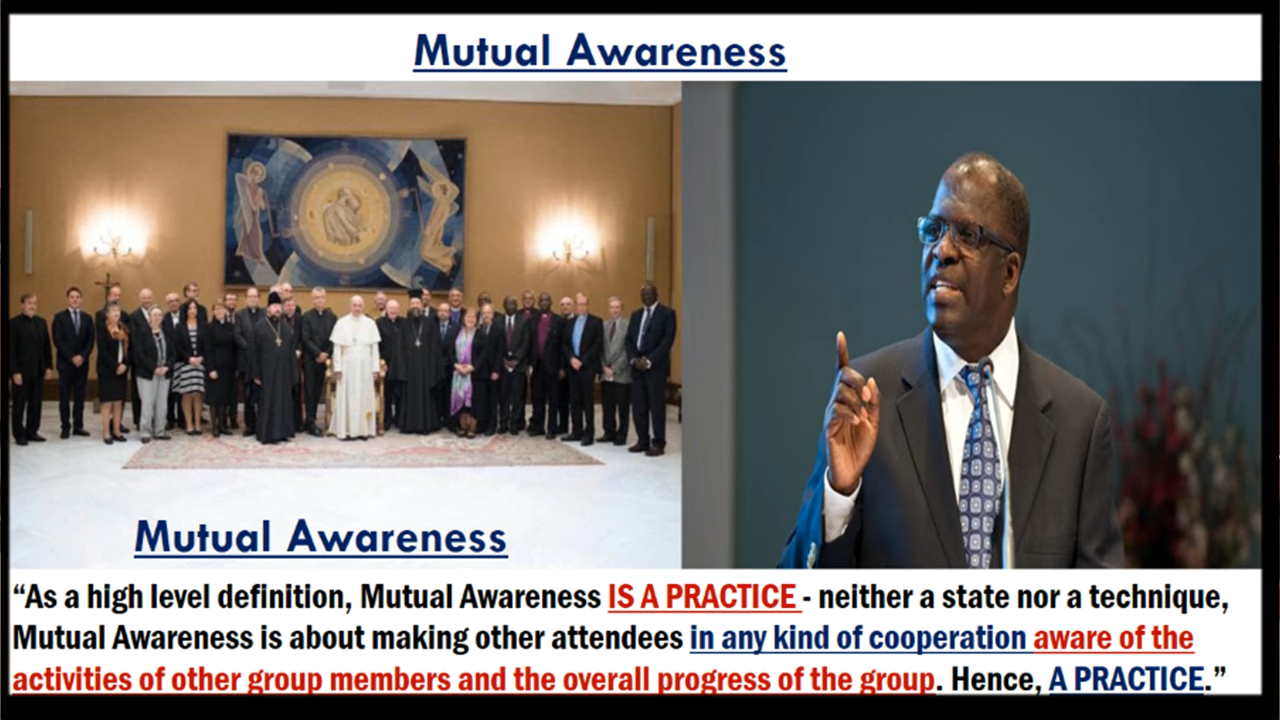 Mutual Awareness
Mutual Awareness
“As a high level definition, Mutual Awareness IS A PRACTICE - neither a state nor a technique,
Mutual Awareness is about making other attendees in any kind of cooperation aware of the
activities of other group members and the overall progress of the group. Hence, A PRACTICE.”